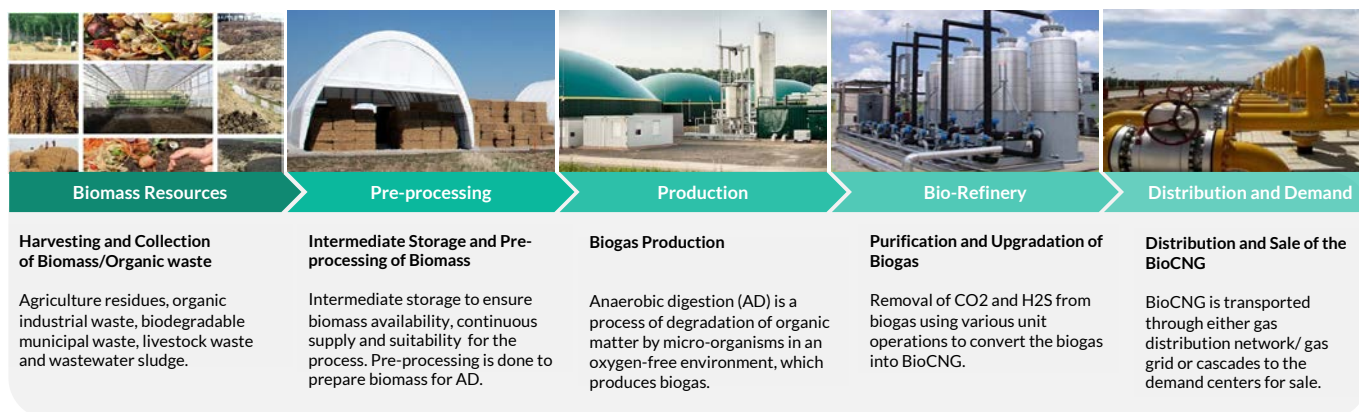 Biomass Resources
Pre-processing
Production
Bio-Refinery
Distribution and Demand
Harvesting and Collection
of Biomass/Organic waste
Agriculture residues, organic
industrial waste, biodegradable
municipal waste, livestock waste
and wastewater sludge.
Intermediate Storage and Pre-
processing of Biomass
Intermediate storage to ensure
biomass availability, continuous
supply and suitability for the
process. Pre-processing is done to
prepare biomass for AD.
Biogas Production
Anaerobic digestion (AD) is a
process of degradation of organic
matter by micro-organisms in an
oxygen-free environment, which
produces biogas.
Purification and Upgradation of
Biogas
Removal of CO2 and H2S from
biogas using various unit
operations to convert the biogas
into BioCNG.
Distribution and Sale of the
BioCNG
BioCNG is transported
through either gas
distribution network/ gas
grid or cascades to the
demand centers for sale.